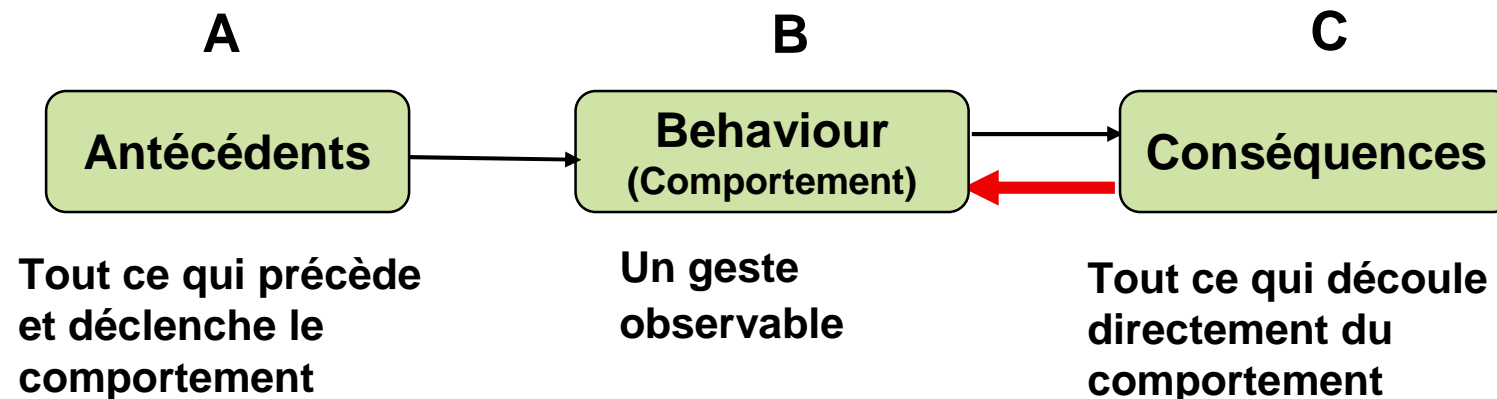 A
B
C
Antécédents
Behaviour
(Comportement)
Conséquences
Tout ce qui précède
et déclenche le
comportement
Un geste
observable
Tout ce qui découle
directement du
comportement